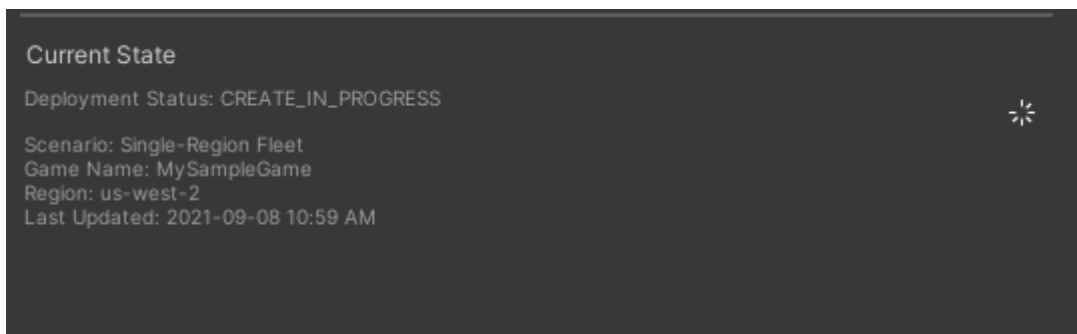 Current State
Deployment Status: CREATE_IN_PROGRESS
Scenario: Single-Region Fleet
Game Name: MySampleGame
Region: us-west-2
Last Updated: 2021-09-08 10:59 AM